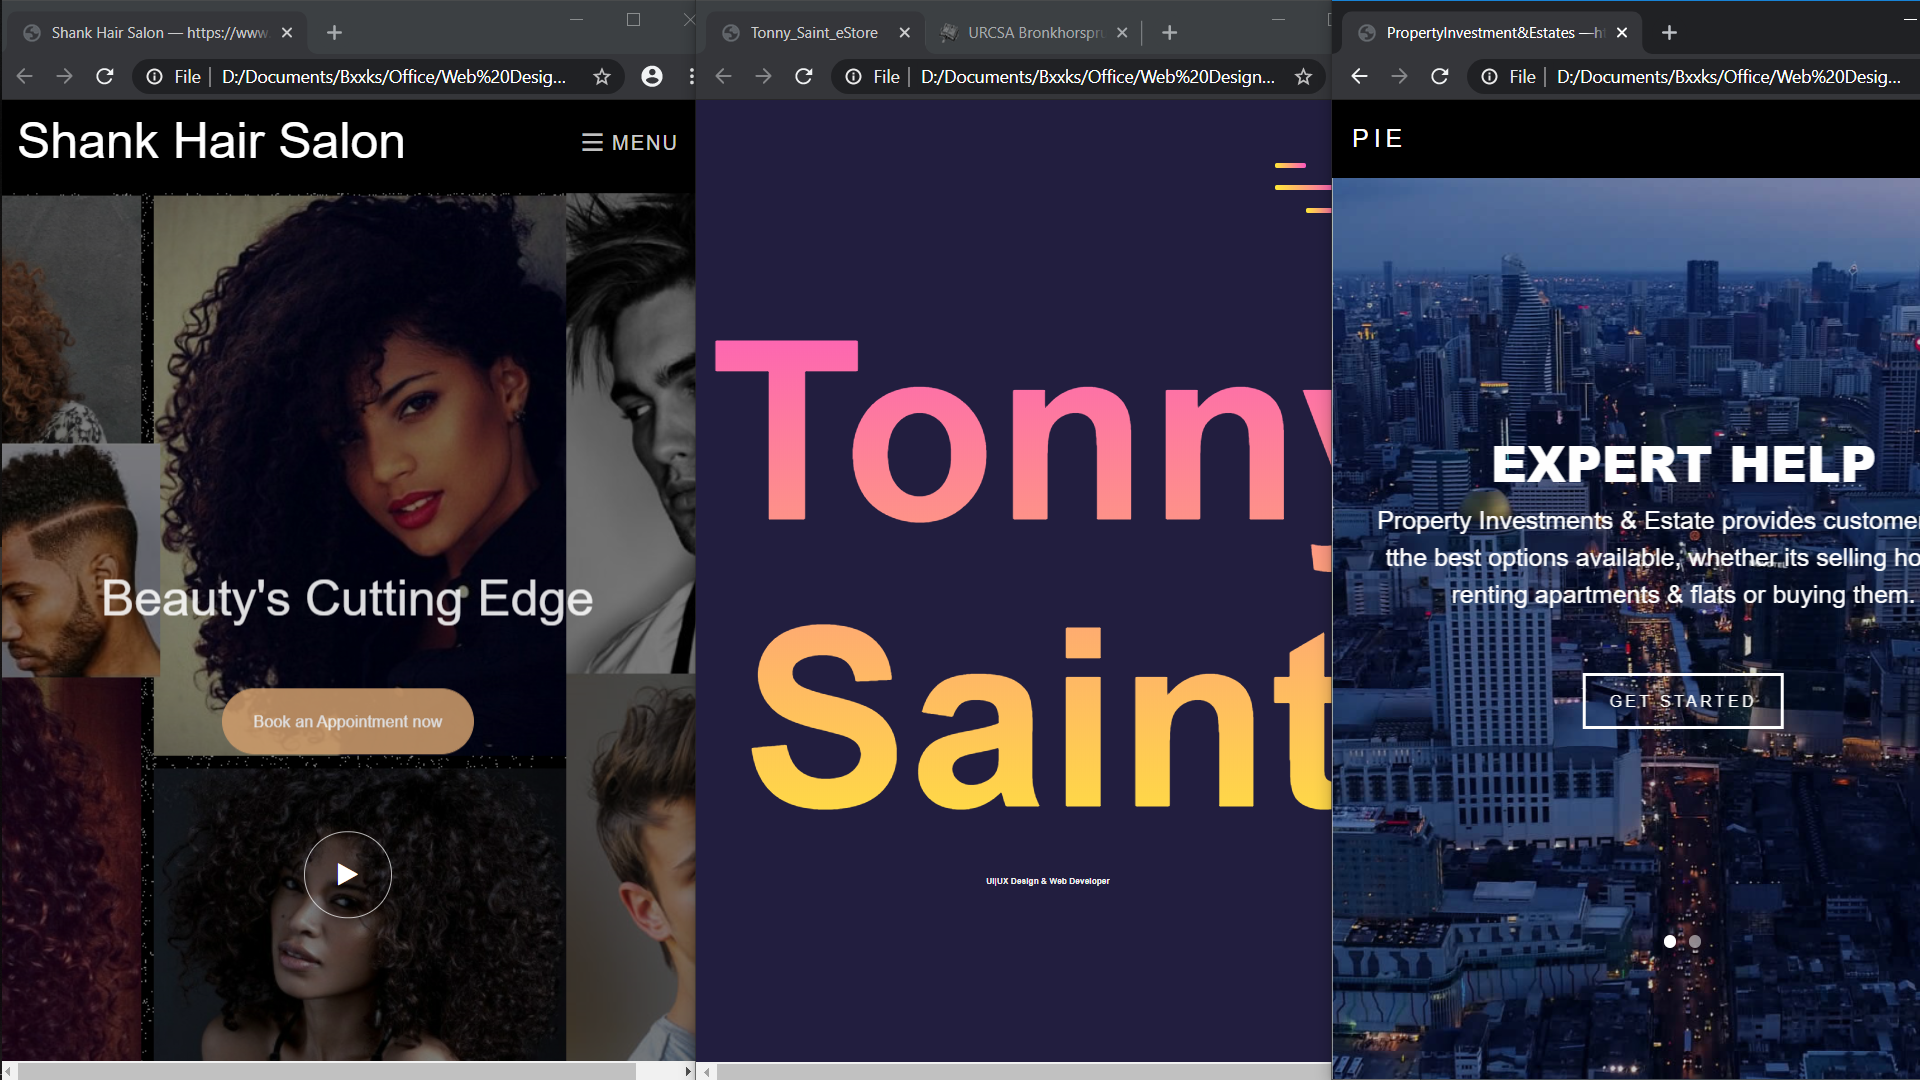 Shank Hair Salon — https://www.
File | D:/Documents/Bxxks/Office/Web%20Desig...
Shank Hair Salon
MENU
Beauty's Cutting Edge
Book an Appointment now
Tonny_Saint_eStore
URCSA Bronkhorspru
File | D:/Documents/Bxxks/Office/Web%20Design...
Tonny
Saint
UI|UX Design & Web Developer
PropertyInvestment&Estates —ht
File | D:/Documents/Bxxks/Office/Web%20Desig...
PIE
EXPERT HELP
Property Investments & Estate provides custome
tthe best options available, whether its selling ho
renting apartments & flats or buying them.
GET STARTED